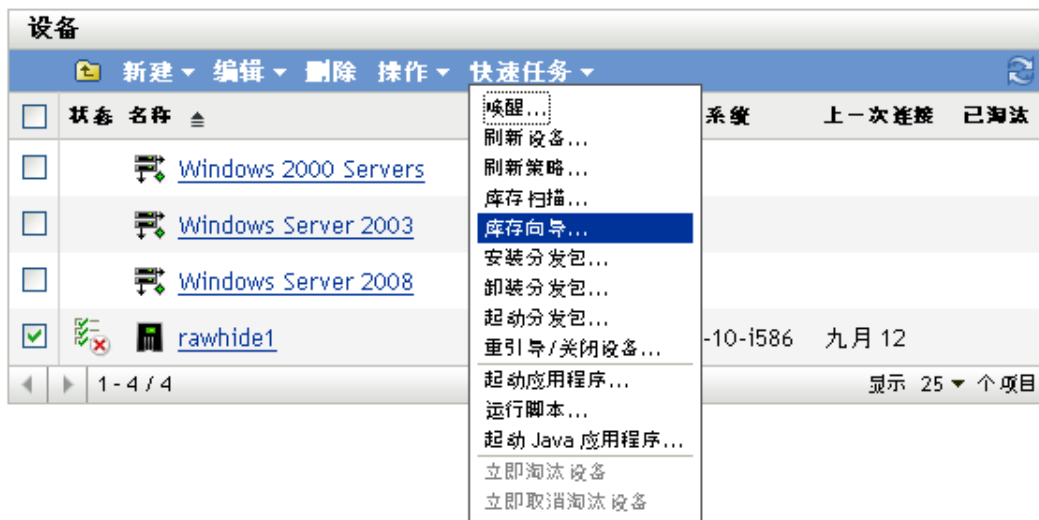 设备
新建 编辑 删除 操作 快速任务
状态 名称 系统 上一次连接 已淘汰
Windows 2000 Servers
Windows Server 2003
Windows Server 2008
rawhide1 -10-i586 九月 12
1 - 4 / 4 显示 25 个项目
唤醒...
刷新设备...
刷新策略...
库存扫描...
库存向导...
安装分发包...
卸装分发包...
起动分发包...
重引导/关闭设备...
起动应用程序...
运行脚本...
起动 Java 应用程序...
立即淘汰设备
立即取消淘汰设备